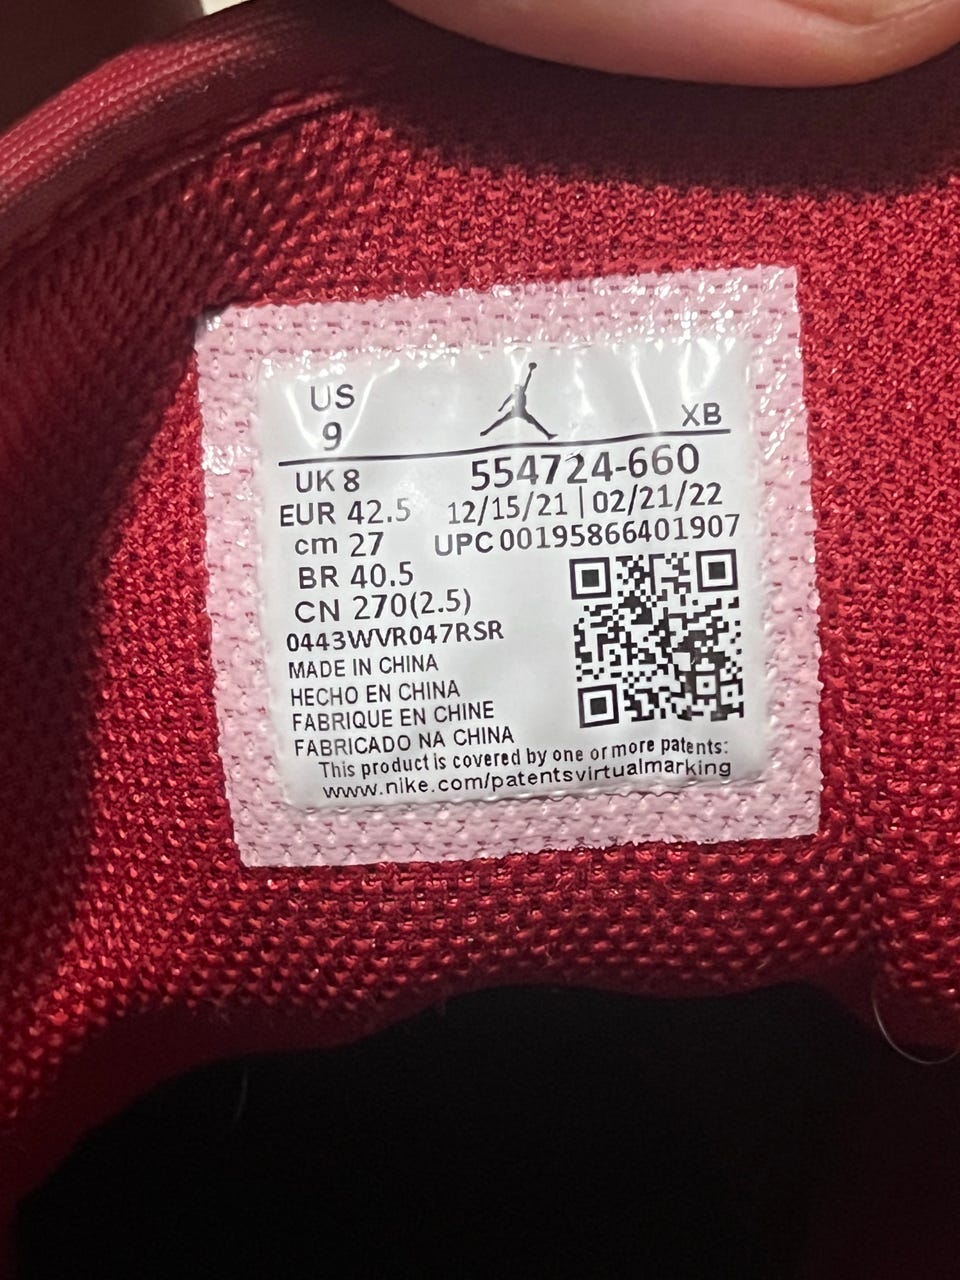 US
9
XB
UK 8
554724-660
EUR 42.5
12/15/21 | 02/21/22
cm 27
UPC 00195866401907
BR 40.5
CN 270(2.5)
0443WVR047RSR
MADE IN CHINA
HECHO EN CHINA
FABRIQUE EN CHINE
FABRICADO NA CHINA
This product is covered by one or more patents:
www.nike.com/patentsvirtualmarking